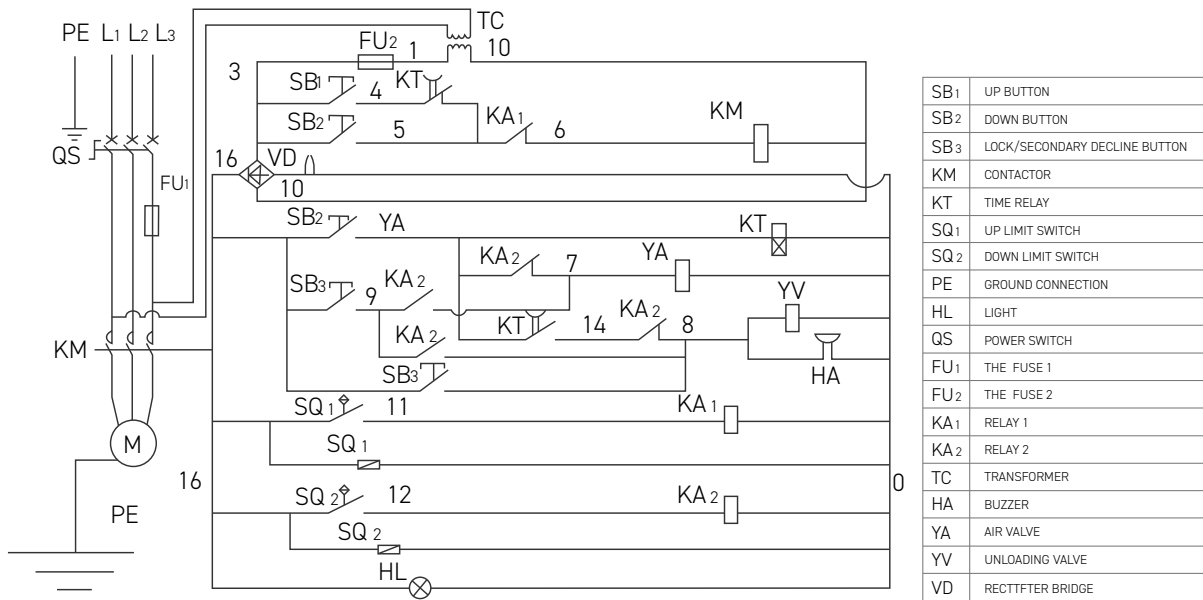 TC
PE L1 L2 L3
FU2 1 10
3
SB1 4 KT
SB2 5 KA1 6 KM
QS
16 VD
10
FU1
SB2 YA KT
KA2 7 YA
SB3 9 KA2 YV
KT 14 KA2 8
KA2
KM
HA
SB3
SQ1 11 KA1
M
SQ1
16 0
SQ2 12 KA2
PE
SQ2
HL
SB1 UP BUTTON
SB2 DOWN BUTTON
SB3 LOCK/SECONDARY DECLINE BUTTON
KM CONTACTOR
KT TIME RELAY
SQ1 UP LIMIT SWITCH
SQ2 DOWN LIMIT SWITCH
PE GROUND CONNECTION
HL LIGHT
QS POWER SWITCH
FU1 THE FUSE 1
FU2 THE FUSE 2
KA1 RELAY 1
KA2 RELAY 2
TC TRANSFORMER
HA BUZZER
YA AIR VALVE
YV UNLOADING VALVE
VD RECTTFTER BRIDGE